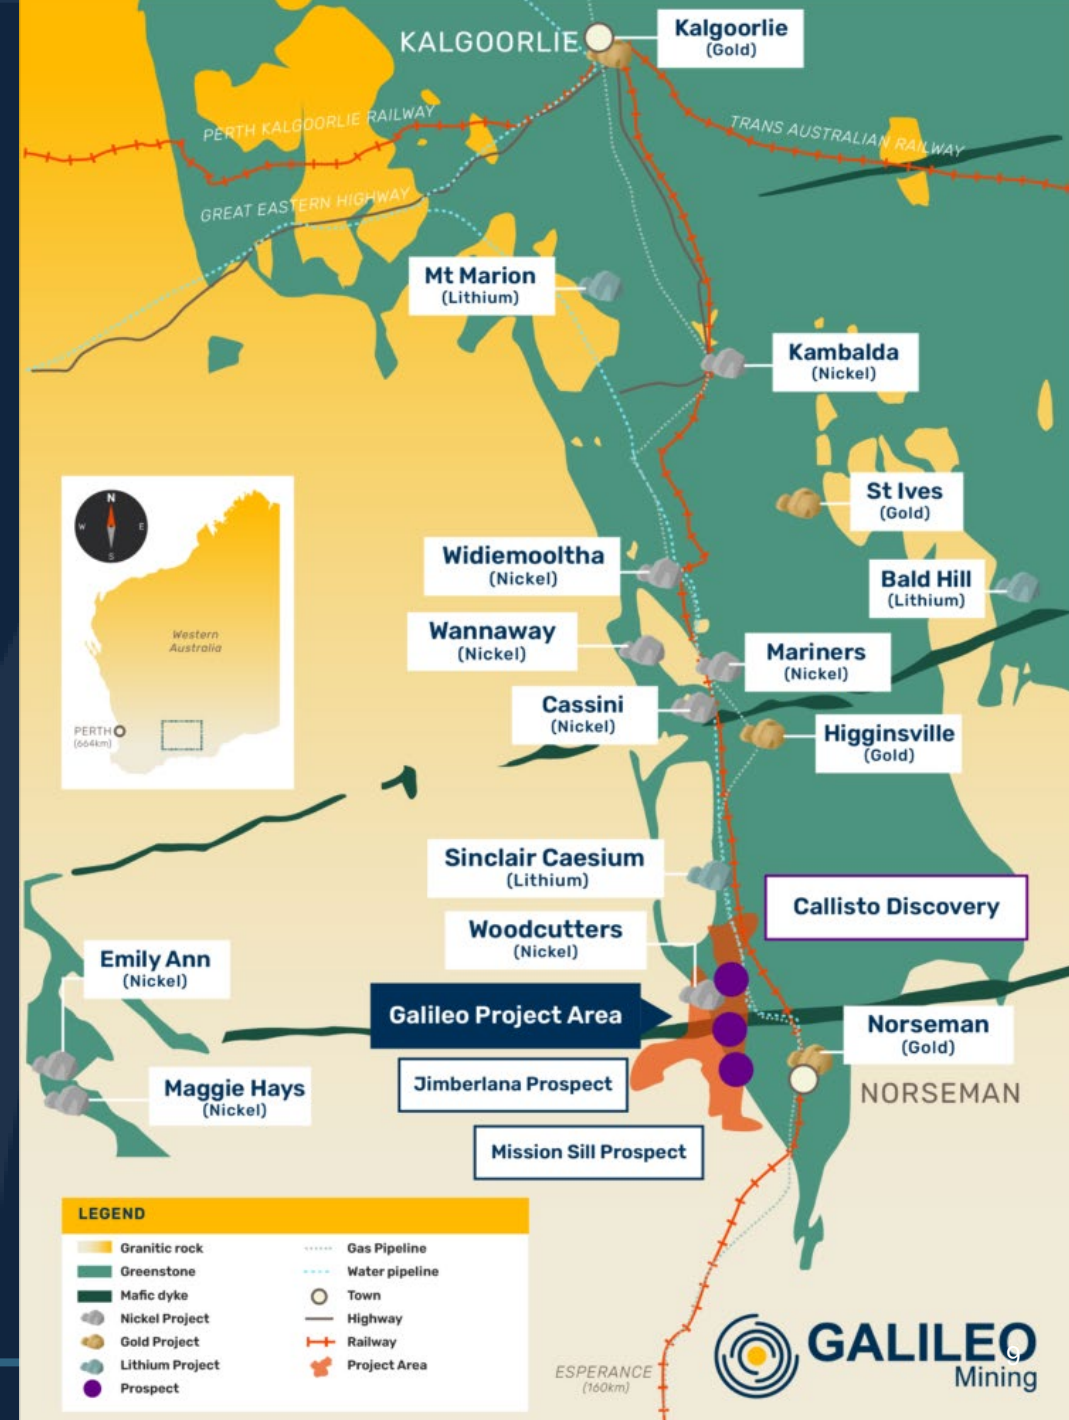 KALGOORLIE
Kalgoorlie
(Gold)
PERTH KALGOORLIE RAILWAY
TRANS AUSTRALIAN RAILWAY
GREAT EASTERN HIGHWAY
Mt Marion
(Lithium)
Kambalda
(Nickel)
St Ives
(Gold)
N
W
E
S
Western
Australia
PERTH
(664km)
Widiemooltha
(Nickel)
Bald Hill
(Lithium)
Wannaway
(Nickel)
Mariners
(Nickel)
Cassini
(Nickel)
Higginsville
(Gold)
Sinclair Caesium
(Lithium)
Callisto Discovery
Woodcutters
(Nickel)
Emily Ann
(Nickel)
Galileo Project Area
Norseman
(Gold)
Jimberlana Prospect
Maggie Hays
(Nickel)
NORSEMAN
Mission Sill Prospect
LEGEND
Granitic rock
Greenstone
Mafic dyke
Nickel Project
Gold Project
Lithium Project
Prospect
Gas Pipeline
Water pipeline
Town
Highway
Railway
Project Area
ESPERANCE
(160km)
GALILEO
Mining
9